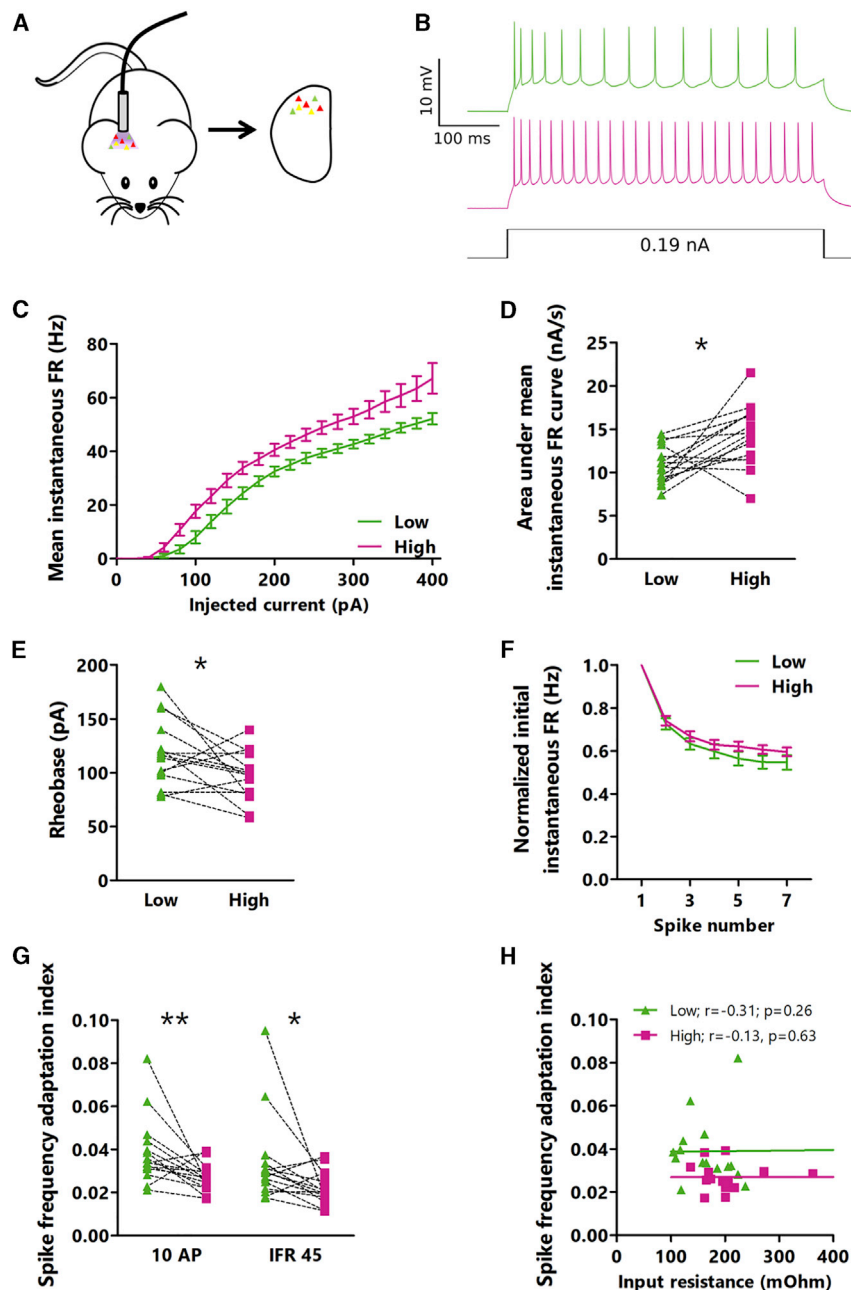 A
B
10 mV
100 ms
0.19 nA
C
Mean instantaneous FR (Hz)
80
60
40
20
0
0
100
200
300
400
Injected current (pA)
Low
High
D
Area under mean
instantaneous FR curve (nA/s)
25
20
15
10
5
0
*
Low
High
E
Rheobase (pA)
200
150
100
50
0
*
Low
High
F
Normalized initial
instantaneous FR (Hz)
1.0
0.8
0.6
0.4
0.2
0.0
1
3
5
7
Spike number
Low
High
G
Spike frequency adaptation index
0.10
0.08
0.06
0.04
0.02
0.00
**
*
10 AP
IFR 45
H
Spike frequency adaptation index
0.10
0.08
0.06
0.04
0.02
0.00
Low; r=-0.31; p=0.26
High; r=-0.13, p=0.63
0
100
200
300
400
Input resistance (mOhm)